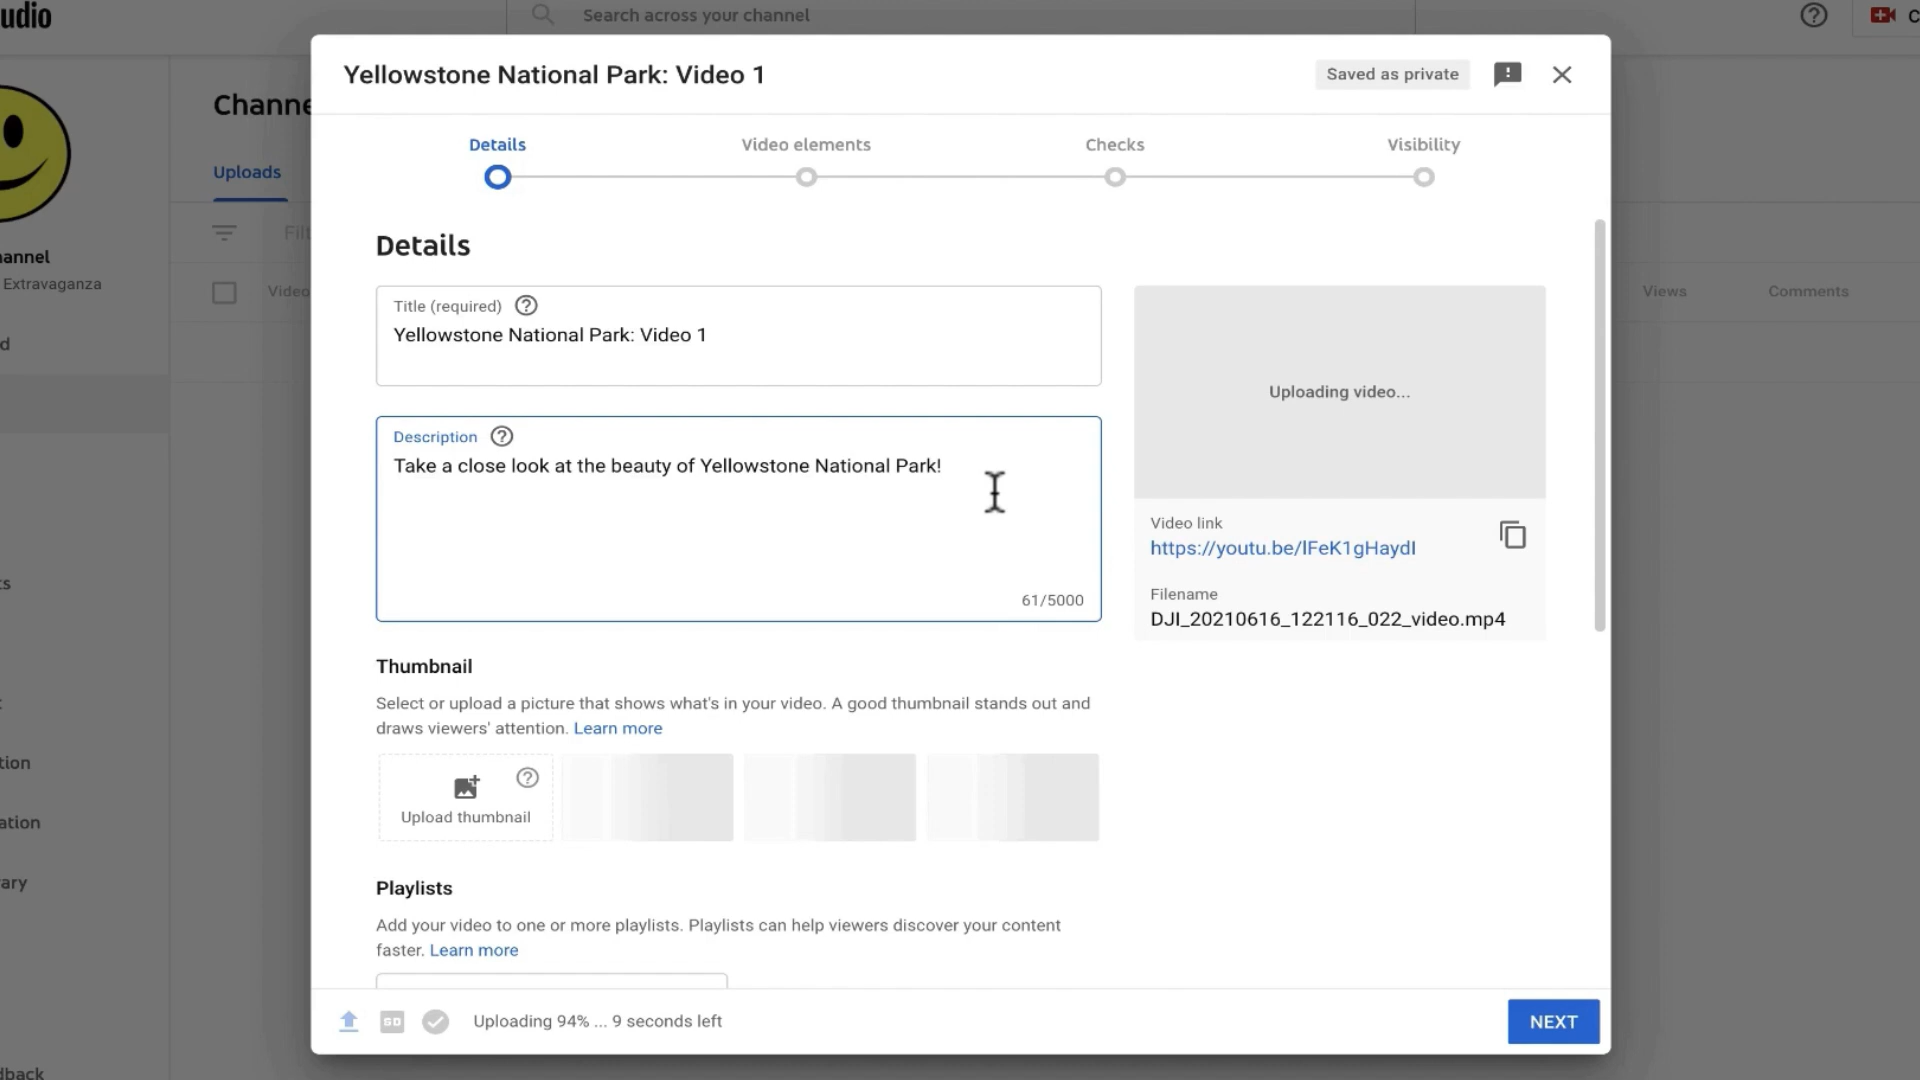 udio
Search across your channel
C
Yellowstone National Park: Video 1
Saved as private
Channe
Details
Video elements
Checks
Visibility
Uploads
Filt
Details
annel
Extravaganza
Video
Views
Comments
Title (required)
Yellowstone National Park: Video 1
d
Uploading video...
Description
Take a close look at the beauty of Yellowstone National Park!
Video link
https://youtu.be/lFeK1gHaydI
61/5000
Filename
DJI_20210616_122116_022_video.mp4
ts
Thumbnail
Select or upload a picture that shows what's in your video. A good thumbnail stands out and
draws viewers' attention. Learn more
tion
Upload thumbnail
ation
rary
Playlists
Add your video to one or more playlists. Playlists can help viewers discover your content
faster. Learn more
SD
Uploading 94% ... 9 seconds left
NEXT
dback